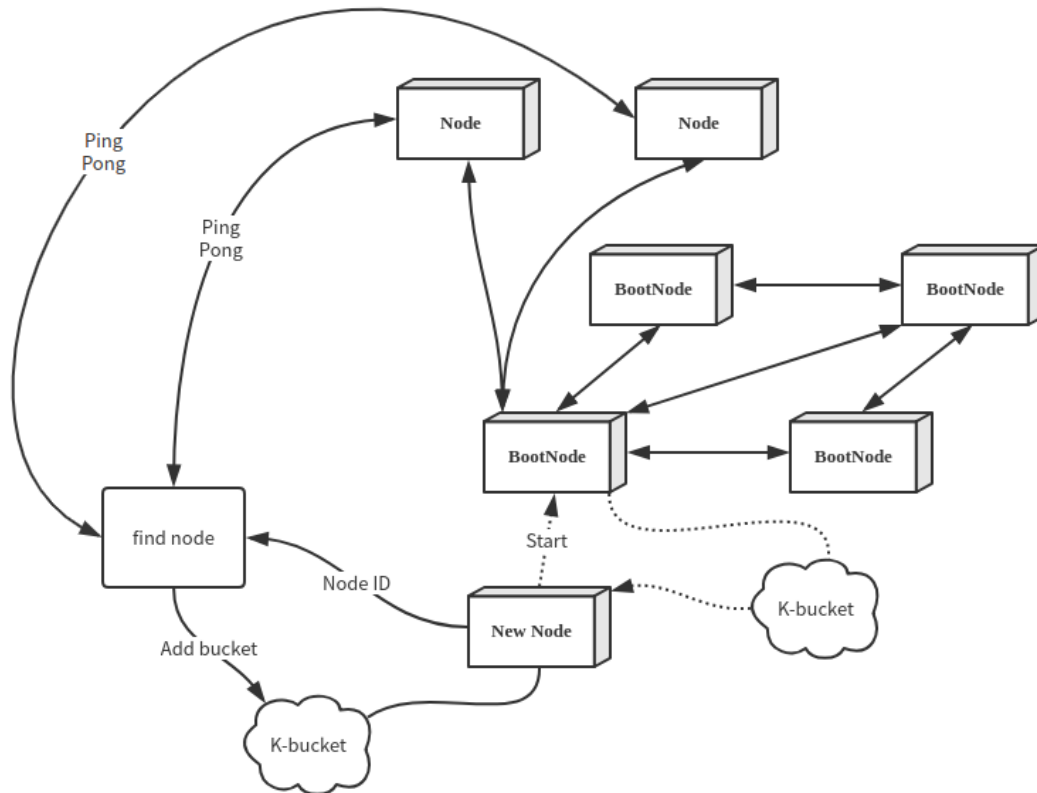 Node
Node
Ping
Pong
Ping
Pong
BootNode
BootNode
BootNode
BootNode
find node
Start
Node ID
K-bucket
New Node
Add bucket
K-bucket